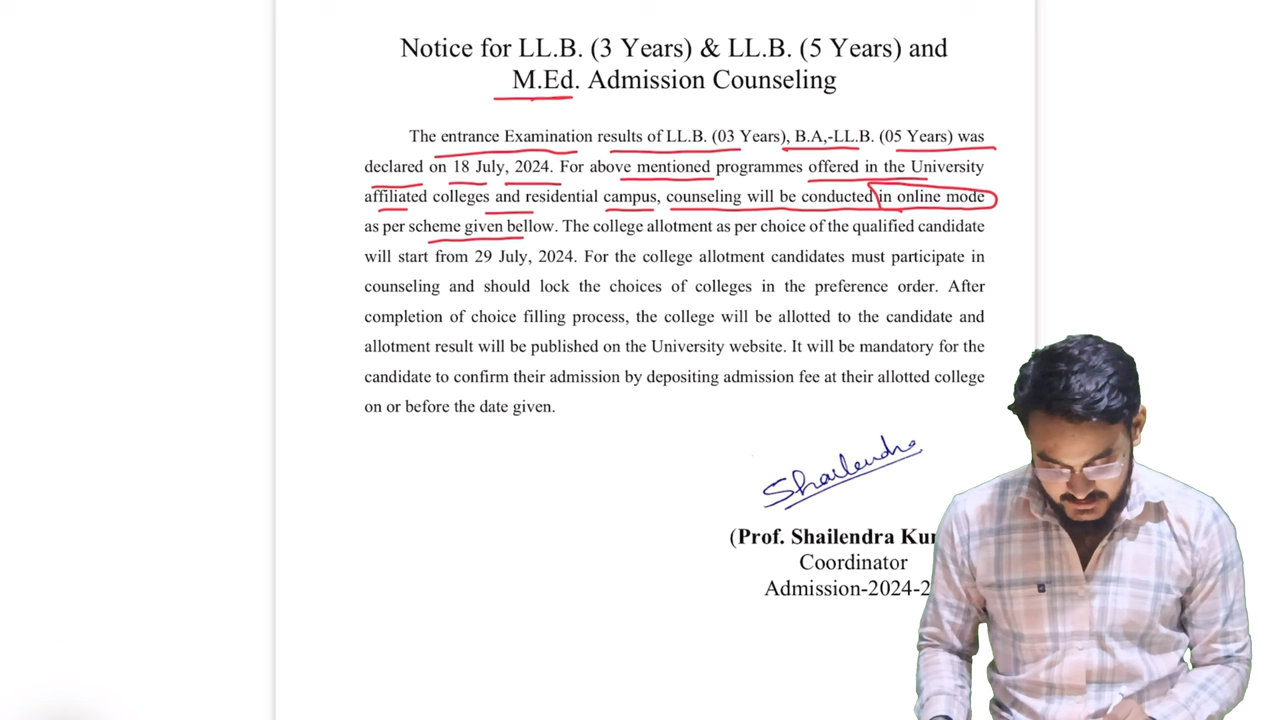 Notice for LL.B. (3 Years) & LL.B. (5 Years) and
M.Ed. Admission Counseling
The entrance Examination results of LL.B. (03 Years), B.A,-LL.B. (05 Years) was
declared on 18 July, 2024. For above mentioned programmes offered in the University
affiliated colleges and residential campus, counseling will be conducted in online mode
as per scheme given bellow. The college allotment as per choice of the qualified candidate
will start from 29 July, 2024. For the college allotment candidates must participate in
counseling and should lock the choices of colleges in the preference order. After
completion of choice filling process, the college will be allotted to the candidate and
allotment result will be published on the University website. It will be mandatory for the
candidate to confirm their admission by depositing admission fee at their allotted college
on or before the date given.
Shailendra
(Prof. Shailendra Ku
Coordinator
Admission-2024-2